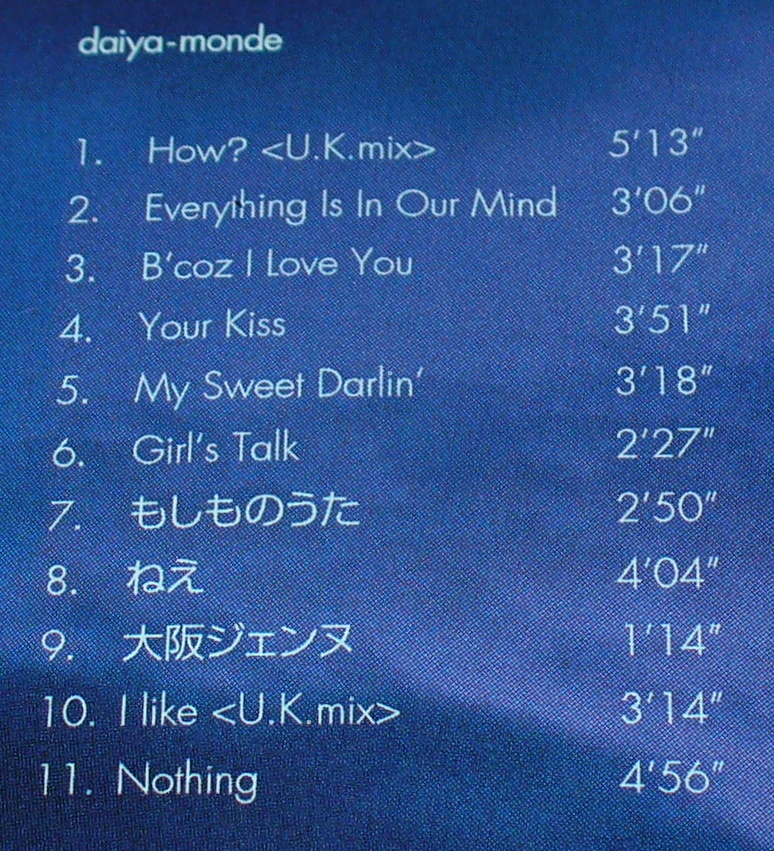 daiya-monde
1. How? <U.K.mix> 5'13"
2. Everything Is In Our Mind 3'06"
3. B'coz I Love You 3'17"
4. Your Kiss 3'51"
5. My Sweet Darlin' 3'18"
6. Girl's Talk 2'27"
7. もしものうた 2'50"
8. ねえ 4'04"
9. 大阪ジェンヌ 1'14"
10. I like <U.K.mix> 3'14"
11. Nothing 4'56"